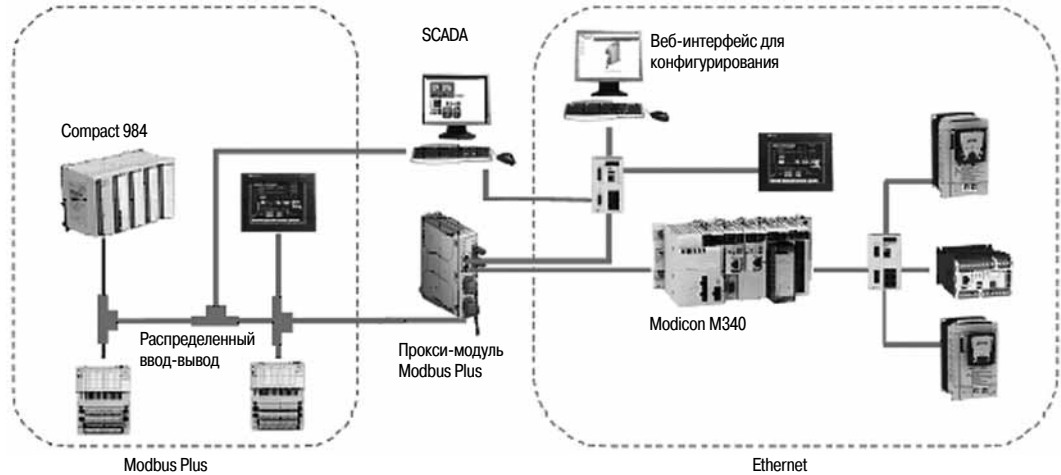 SCADA
Веб-интерфейс для
конфигурирования
Compact 984
Modicon M340
Распределенный
ввод-вывод
Прокси-модуль
Modbus Plus
Modbus Plus
Ethernet